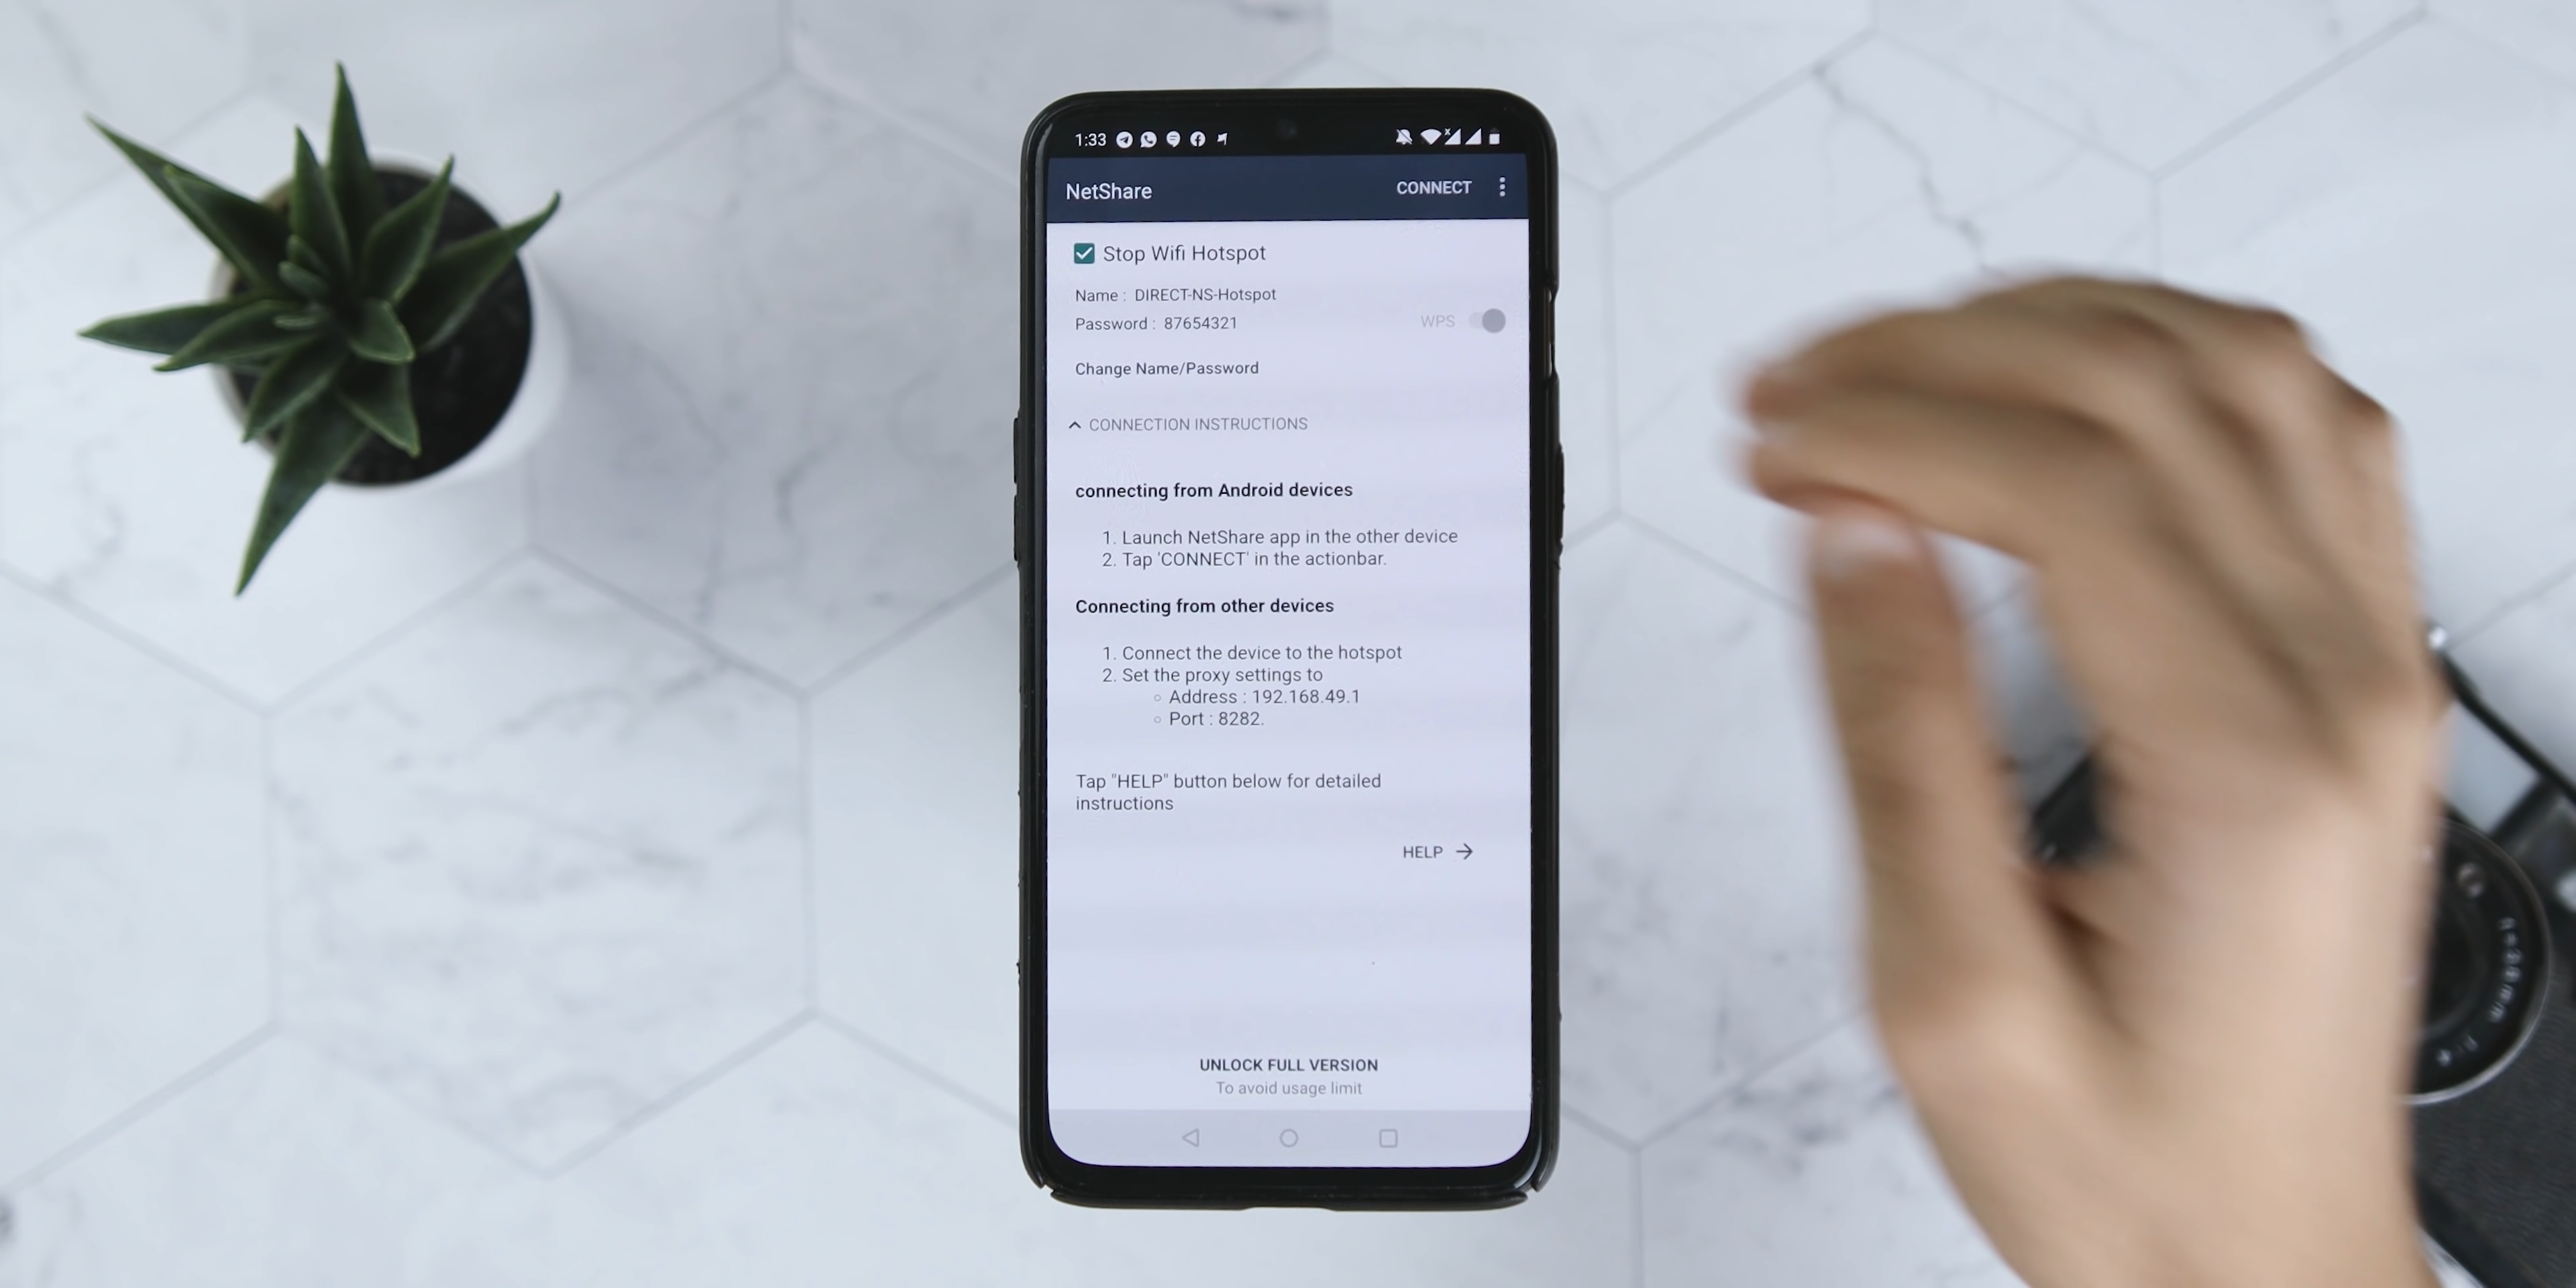 1:33
NetShare CONNECT
Stop Wifi Hotspot
Name : DIRECT-NS-Hotspot
Password : 87654321 WPS
Change Name/Password
CONNECTION INSTRUCTIONS
connecting from Android devices
1. Launch NetShare app in the other device
2. Tap 'CONNECT' in the actionbar.
Connecting from other devices
1. Connect the device to the hotspot
2. Set the proxy settings to
Address : 192.168.49.1
Port : 8282.
Tap "HELP" button below for detailed
instructions
HELP
UNLOCK FULL VERSION
To avoid usage limit